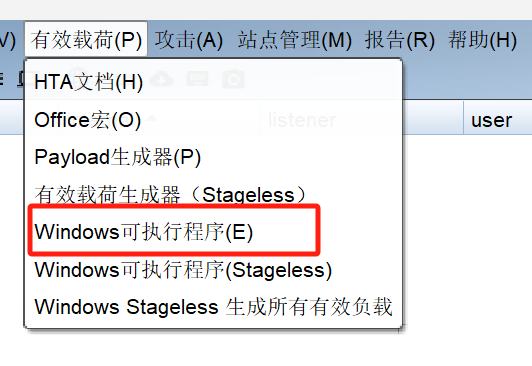 V) 有效载荷(P) 攻击(A) 站点管理(M) 报告(R) 帮助(H)
HTA文档(H)
Office宏(O)
listener user
Payload生成器(P)
有效载荷生成器（Stageless）
Windows可执行程序(E)
Windows可执行程序(Stageless)
Windows Stageless 生成所有有效负载